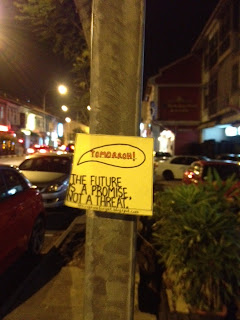 TOMORROW!
THE FUTURE
IS A PROMISE,
NOT A THREAT.